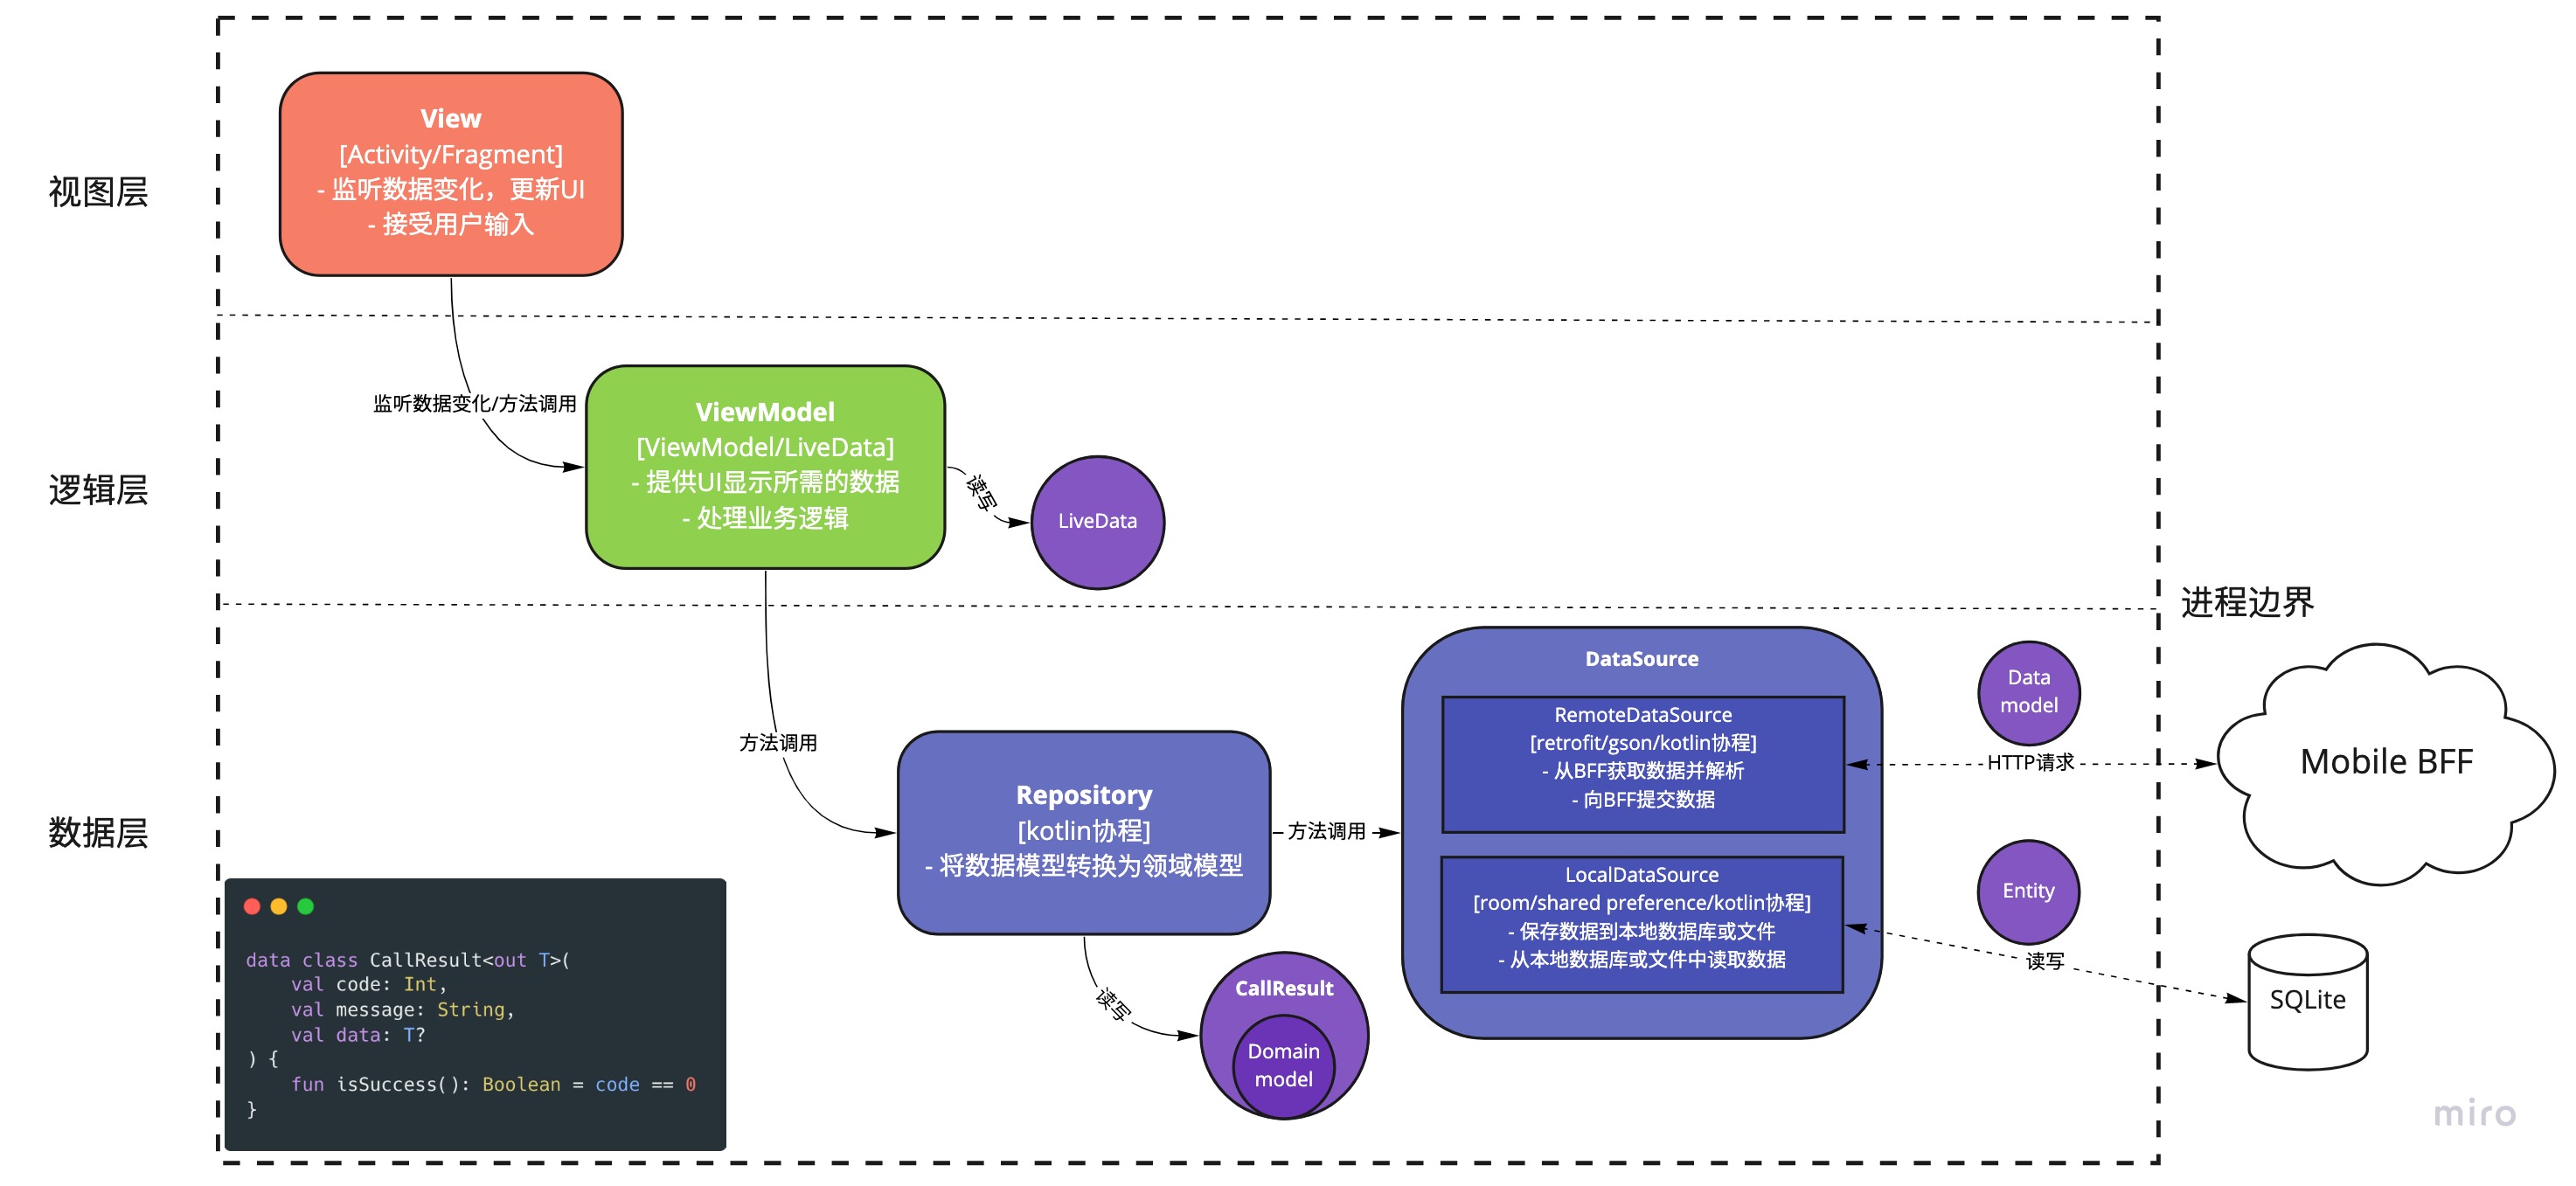 视图层
View
[Activity/Fragment]
- 监听数据变化，更新UI
- 接受用户输入
监听数据变化/方法调用
逻辑层
ViewModel
[ViewModel/LiveData]
- 提供UI显示所需的数据
- 处理业务逻辑
读写
LiveData
进程边界
数据层
方法调用
Repository
[kotlin协程]
- 将数据模型转换为领域模型
方法调用
读写
CallResult
Domain
model
DataSource
RemoteDataSource
[retrofit/gson/kotlin协程]
- 从BFF获取数据并解析
- 向BFF提交数据
LocalDataSource
[room/shared preference/kotlin协程]
- 保存数据到本地数据库或文件
- 从本地数据库或文件中读取数据
Data
model
HTTP请求
Mobile BFF
Entity
读写
SQLite
data class CallResult<out T>(
    val code: Int,
    val message: String,
    val data: T?
) {
    fun isSuccess(): Boolean = code == 0
}
miro